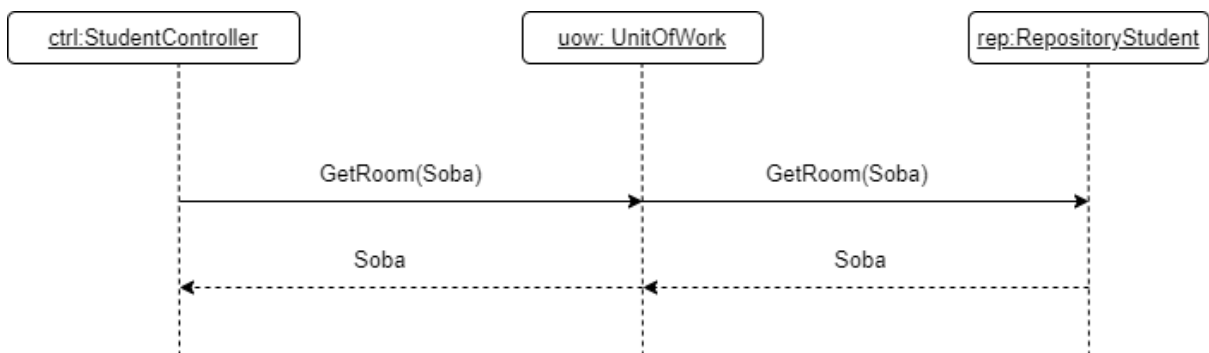 ctrl:StudentController
uow: UnitOfWork
rep:RepositoryStudent
GetRoom(Soba)
GetRoom(Soba)
Soba
Soba